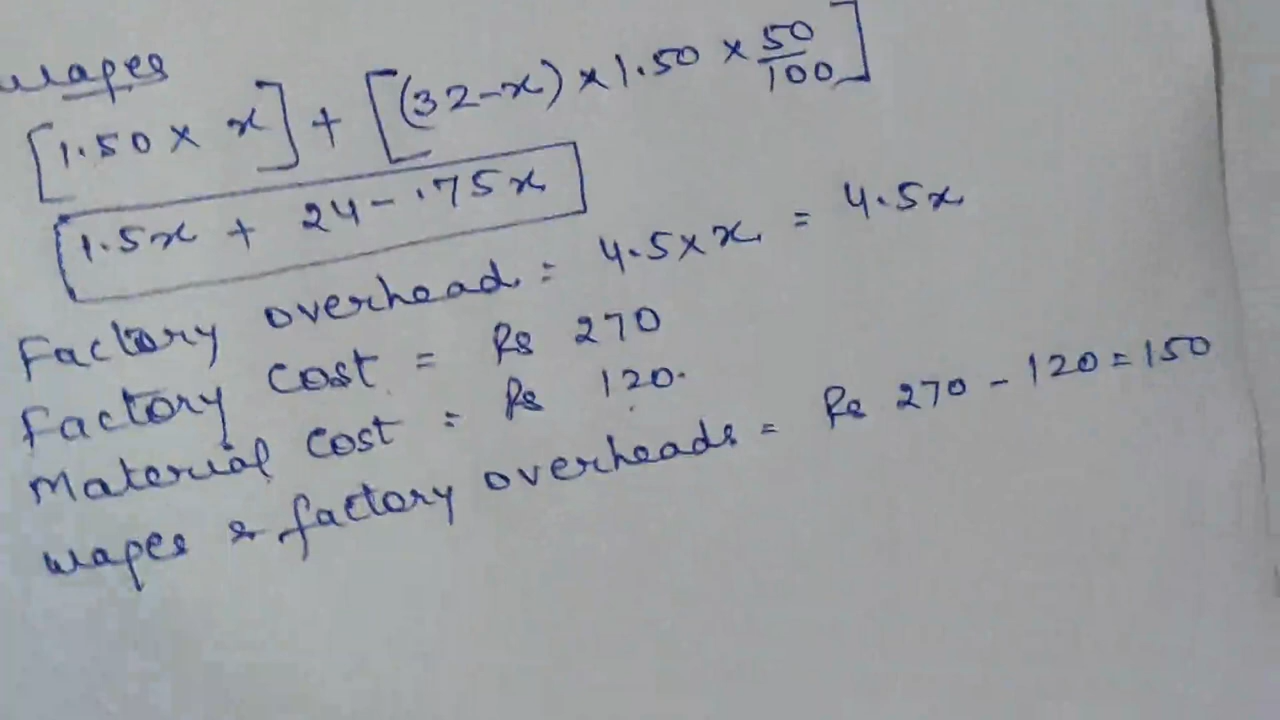 wages
[1.50 × x] + [(32-x) × 1.50 × 50/100]
1.5x + 24 - .75x
Factory overhead = 4.5 × x = 4.5x
Factory cost = Rs 270
Material cost = Rs 120.
wages & factory overheads = Rs 270 - 120 = 150